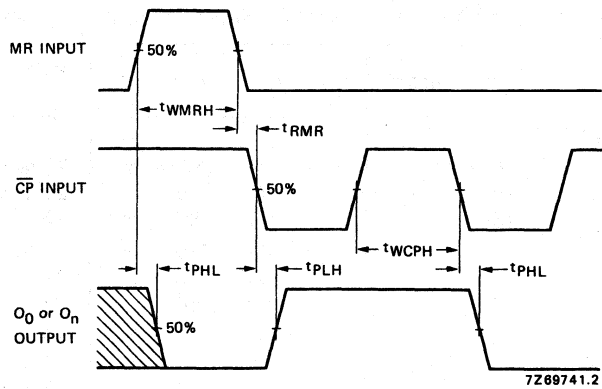 MR INPUT
50%
tWMRH
tRMR
CP INPUT
50%
tWCPH
tPHL
tPLH
tPHL
O0 or On
OUTPUT
50%
7Z69741.2